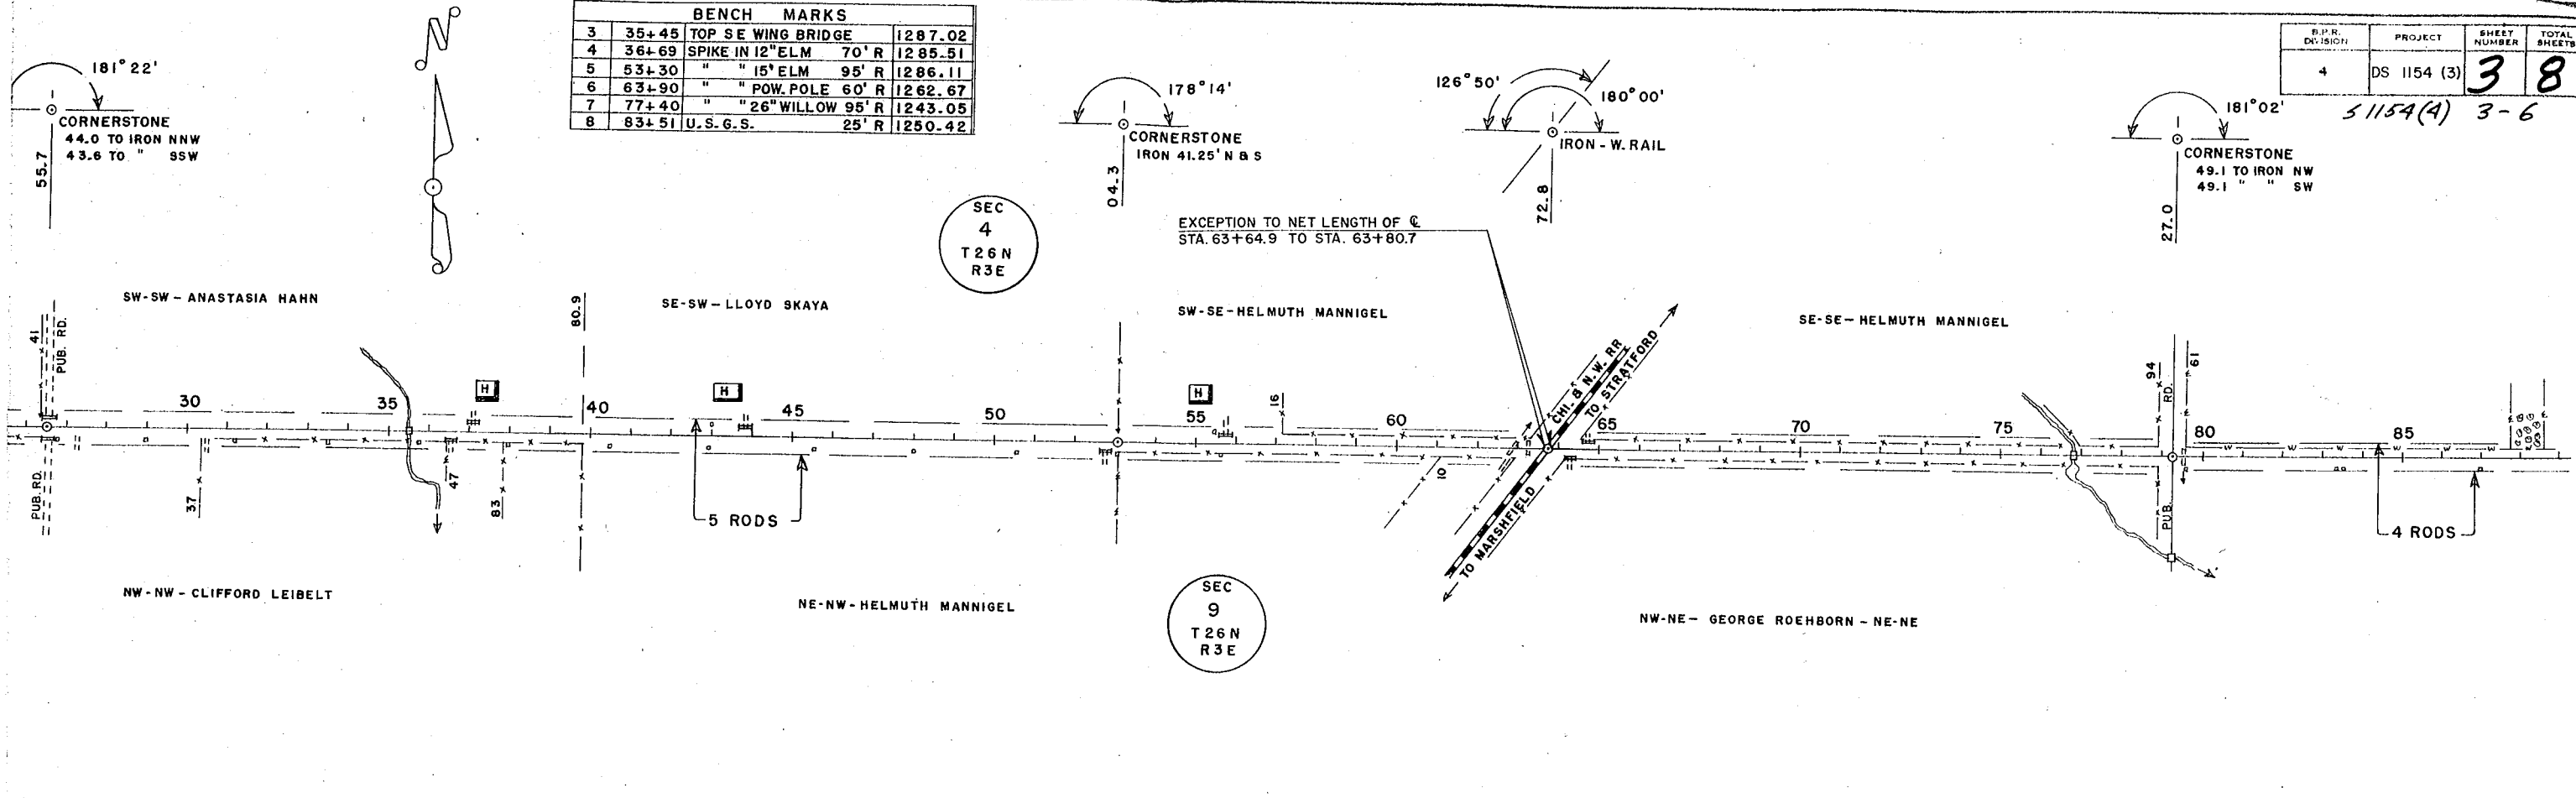 BENCH MARKS
3 35+45 TOP SE WING BRIDGE 1287.02
4 36+69 SPIKE IN 12" ELM 70' R 1285.51
5 53+30 " " 15" ELM 95' R 1286.11
6 63+90 " " POW. POLE 60' R 1262.67
7 77+40 " " 26" WILLOW 95' R 1243.05
8 83+51 U.S.G.S. 25' R 1250.42
B.P.R. DIVISION PROJECT SHEET NUMBER TOTAL SHEETS
4 DS 1154 (3) 3 8
S 1154(4) 3-6
N
181°22'
CORNERSTONE
44.0 TO IRON NNW
43.6 TO " SSW
55.7
178°14'
CORNERSTONE
IRON 41.25' N & S
04.3
126°50'
180°00'
IRON - W. RAIL
72.8
181°02'
CORNERSTONE
49.1 TO IRON NW
49.1 " " SW
27.0
SEC
4
T26N
R3E
EXCEPTION TO NET LENGTH OF ℄
STA. 63+64.9 TO STA. 63+80.7
SW-SW-ANASTASIA HAHN
80.9
SE-SW-LLOYD SKAYA
SW-SE-HELMUTH MANNIGEL
SE-SE-HELMUTH MANNIGEL
41
PUB. RD.
H
H
H
16
CHI. & N.W. RR
TO STRATFORD
94
RD.
61
30 35 40 45 50 55 60 65 70 75 80 85
W W W W W W W
PUB. RD.
37
47
83
5 RODS
10
TO MARSHFIELD
PUB.
4 RODS
NW-NW-CLIFFORD LEIBELT
NE-NW-HELMUTH MANNIGEL
SEC
9
T26N
R3E
NW-NE- GEORGE ROEHBORN - NE-NE